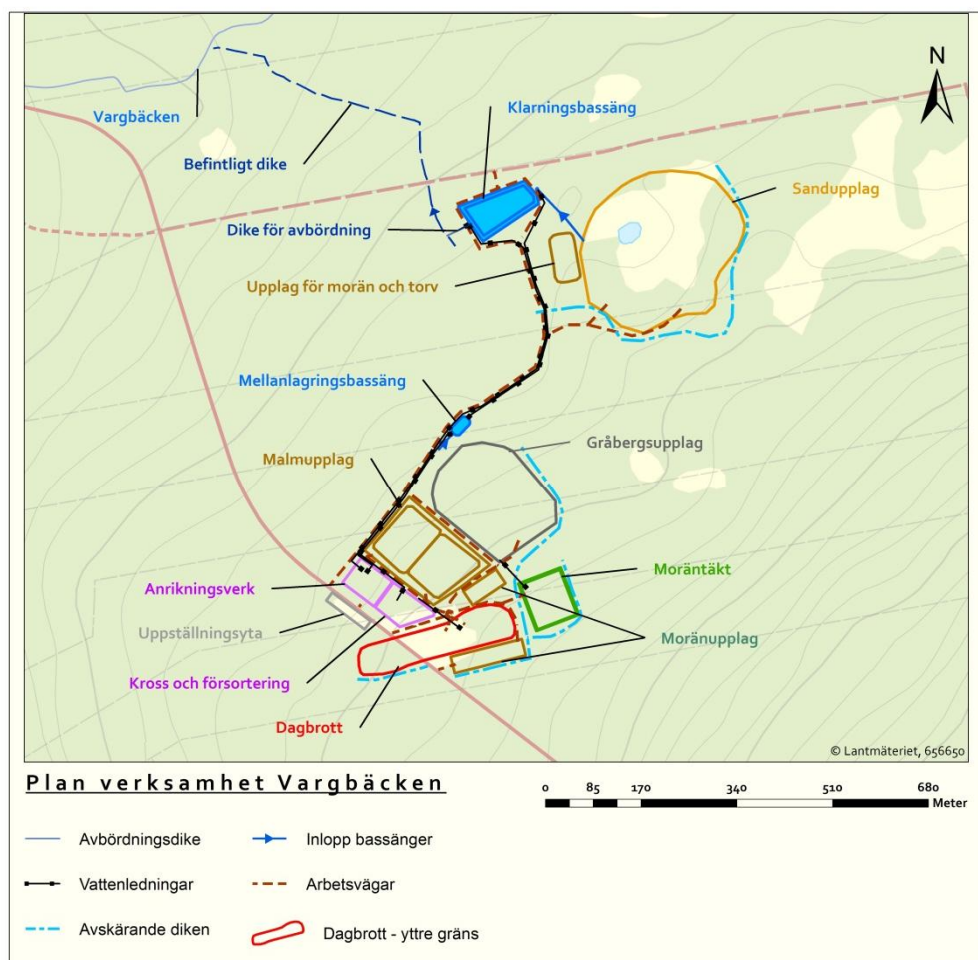 N
Klarningsbassäng
Vargbäcken
Befintligt dike
Sandupplag
Dike för avbördning
Upplag för morän och torv
Mellanlagringsbassäng
Gråbergsupplag
Malmupplag
Anrikningsverk
Moräntäkt
Uppställningsyta
Moränupplag
Kross och försortering
Dagbrott
© Lantmäteriet, 656650
Plan verksamhet Vargbäcken
0 85 170 340 510 680
Meter
Avbördningsdike
Inlopp bassänger
Vattenledningar
Arbetsvägar
Avskärande diken
Dagbrott - yttre gräns